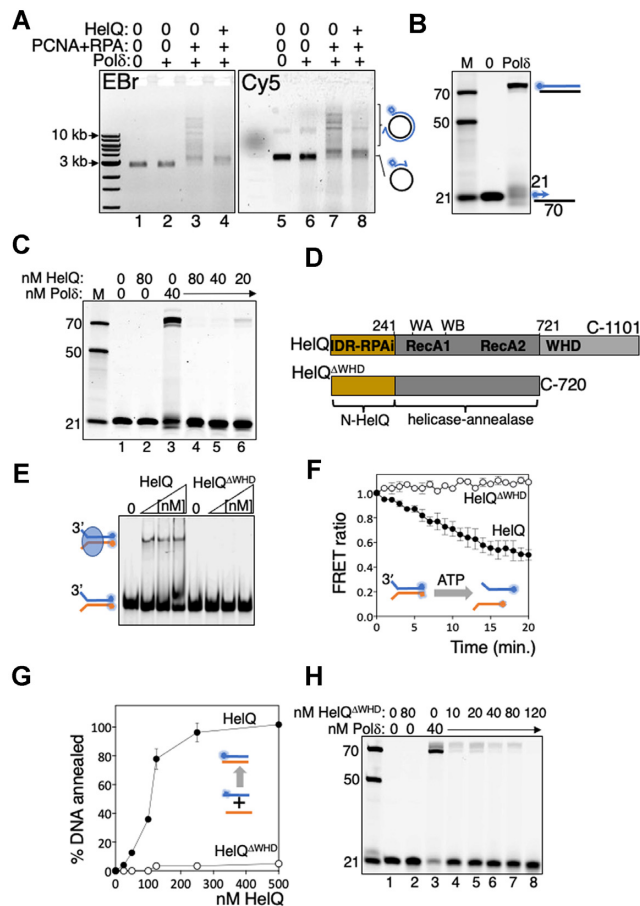 A
HelQ: 0 0 0 + 0 0 0 +
PCNA+RPA: 0 0 + + 0 0 + +
Polδ: 0 + + + 0 + + +
EBr
Cy5
10 kb
3 kb
1 2 3 4 5 6 7 8
B
M 0 Polδ
70
50
21
21
70
C
nM HelQ: 0 80 0 80 40 20
nM Polδ: 0 0 40
M
70
50
21
1 2 3 4 5 6
D
241 WA WB 721 C-1101
HelQ IDR-RPAi RecA1 RecA2 WHD
HelQΔWHD
C-720
N-HelQ helicase-annealase
E
HelQ HelQΔWHD
0 [nM] 0 [nM]
3'
3'
F
FRET ratio
1.0
0.8
0.6
0.4
0.2
0.0
HelQΔWHD
HelQ
3' ATP
0 5 10 15 20
Time (min.)
G
% DNA annealed
100
80
60
40
20
0
HelQ
+
HelQΔWHD
0 100 200 300 400 500
nM HelQ
H
nM HelQΔWHD: 0 80 0 10 20 40 80 120
nM Polδ: 0 0 40
70
50
21
1 2 3 4 5 6 7 8